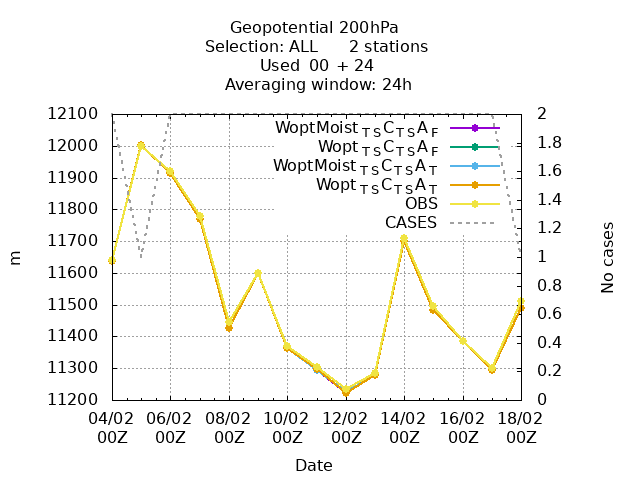 Geopotential 200hPa
Selection: ALL 2 stations
Used 00 + 24
Averaging window: 24h
12100 2
WoptMoist TS C TS A F
12000 1.8
Wopt TS C TS A F
WoptMoist TS C TS A T
11900 1.6
Wopt TS C TS A T
11800 1.4
OBS
CASES
11700 1.2
m
No cases
11600 1
11500 0.8
11400 0.6
0.4
11300 0.2
11200 0
04/02 06/02 08/02 10/02 12/02 14/02 16/02 18/02
00Z 00Z 00Z 00Z 00Z 00Z 00Z 00Z
Date